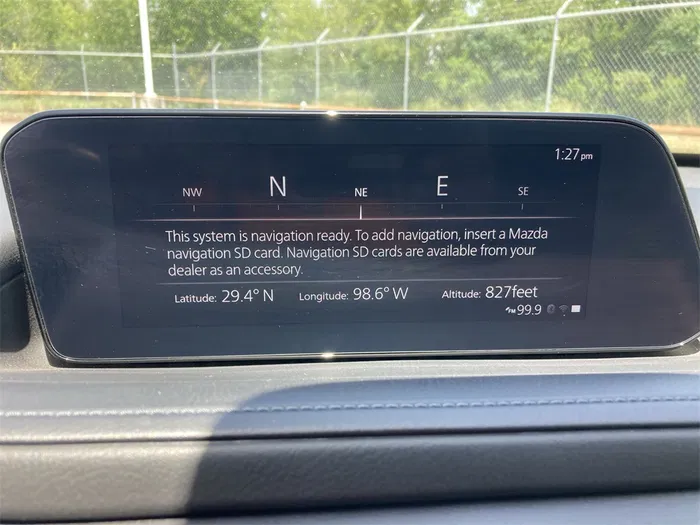 1:27pm
NW N NE E SE
This system is navigation ready. To add navigation, insert a Mazda
navigation SD card. Navigation SD cards are available from your
dealer as an accessory.
Latitude: 29.4° N Longitude: 98.6° W Altitude: 827feet
FM 99.9